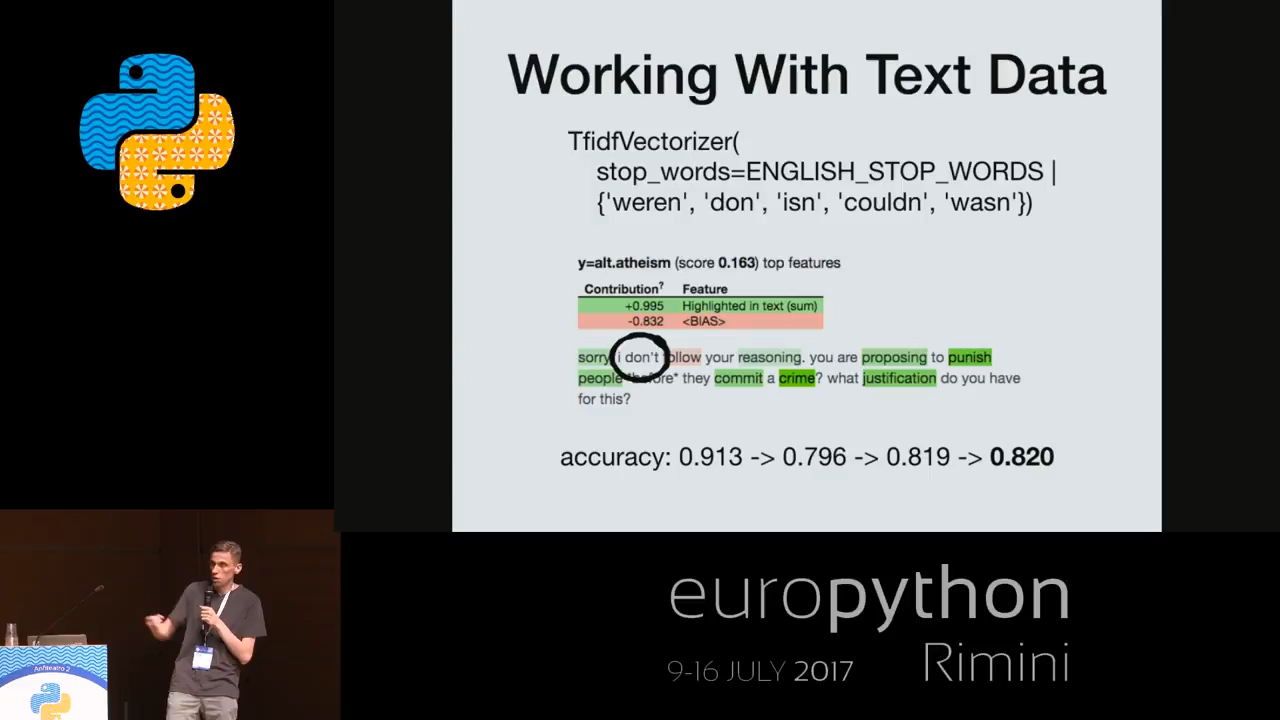 Working With Text Data
TfidfVectorizer(
stop_words=ENGLISH_STOP_WORDS |
{'weren', 'don', 'isn', 'couldn', 'wasn'})
y=alt.atheism (score 0.163) top features
Contribution? Feature
+0.995 Highlighted in text (sum)
-0.832 <BIAS>
sorry i don't follow your reasoning. you are proposing to punish
people *before* they commit a crime? what justification do you have
for this?
accuracy: 0.913 -> 0.796 -> 0.819 -> 0.820
Anfiteatro 2
europython
Rimini
9-16 JULY 2017